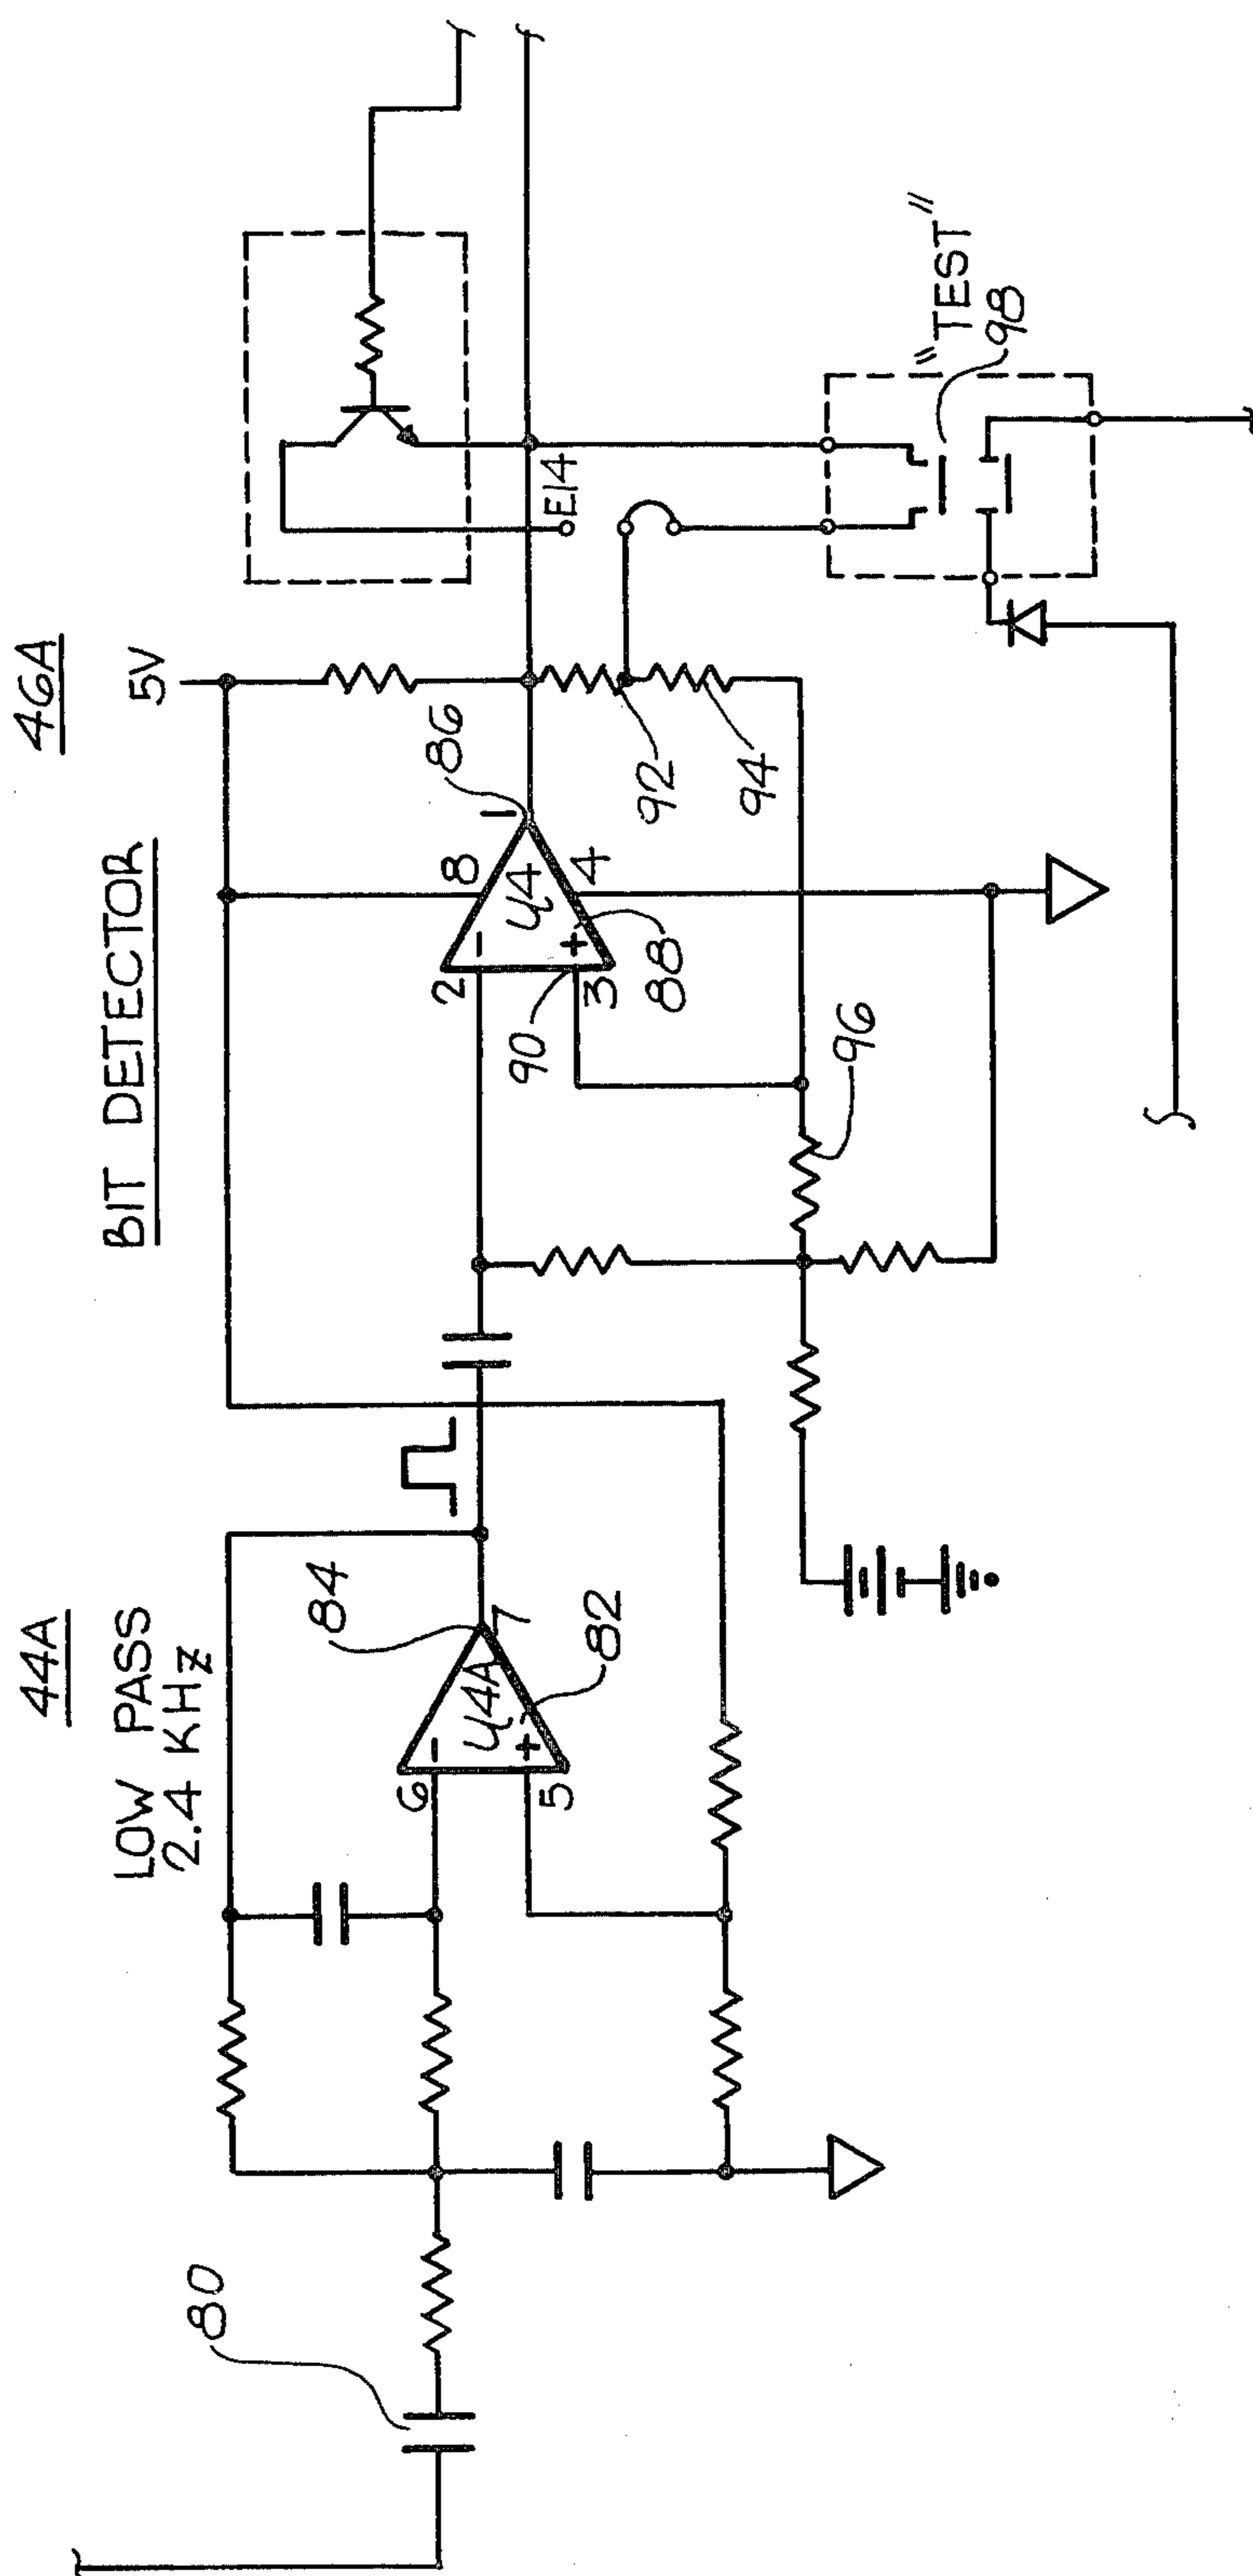 44A
LOW PASS
2.4 KHz
46A
BIT DETECTOR
5V
80
6
5
U4A
-
+
7
84
82
2
3
U4
-
+
8
4
1
86
88
90
92
94
96
E14
"TEST"
98